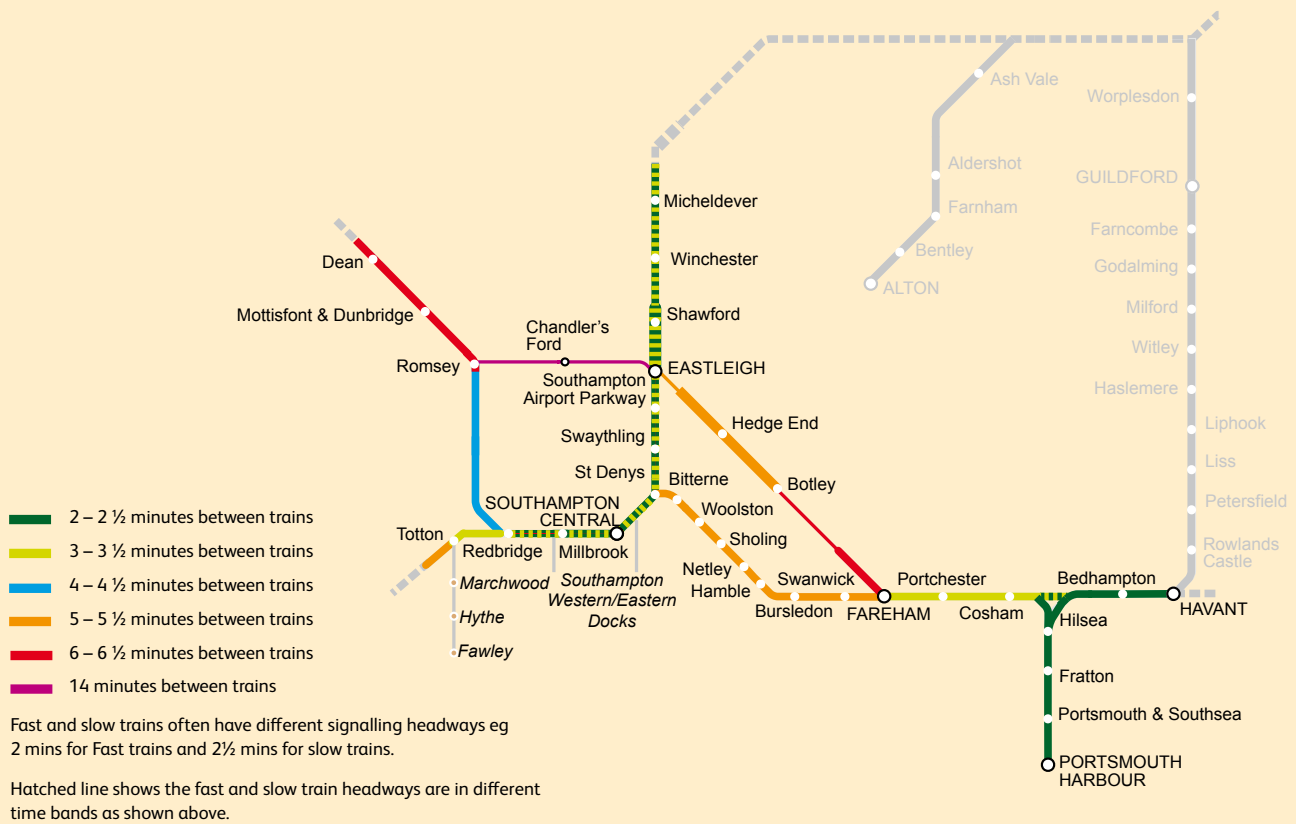 Ash Vale
Worplesdon
Aldershot
GUILDFORD
Farnham
Farncombe
Bentley
Godalming
ALTON
Milford
Witley
Haslemere
Liphook
Liss
Petersfield
Rowlands
Castle
Micheldever
Winchester
Shawford
EASTLEIGH
Dean
Mottisfont & Dunbridge
Romsey
Chandler’s
Ford
Southampton
Airport Parkway
Swaythling
St Denys
Hedge End
Botley
Bitterne
Woolston
Sholing
Netley
Hamble
Bursledon
Swanwick
FAREHAM
Portchester
Cosham
Bedhampton
HAVANT
Hilsea
Fratton
Portsmouth & Southsea
PORTSMOUTH
HARBOUR
SOUTHAMPTON
CENTRAL
Totton
Redbridge
Millbrook
Marchwood
Hythe
Fawley
Southampton
Western/Eastern
Docks
2 – 2 ½ minutes between trains
3 – 3 ½ minutes between trains
4 – 4 ½ minutes between trains
5 – 5 ½ minutes between trains
6 – 6 ½ minutes between trains
14 minutes between trains
Fast and slow trains often have different signalling headways eg
2 mins for Fast trains and 2½ mins for slow trains.
Hatched line shows the fast and slow train headways are in different
time bands as shown above.